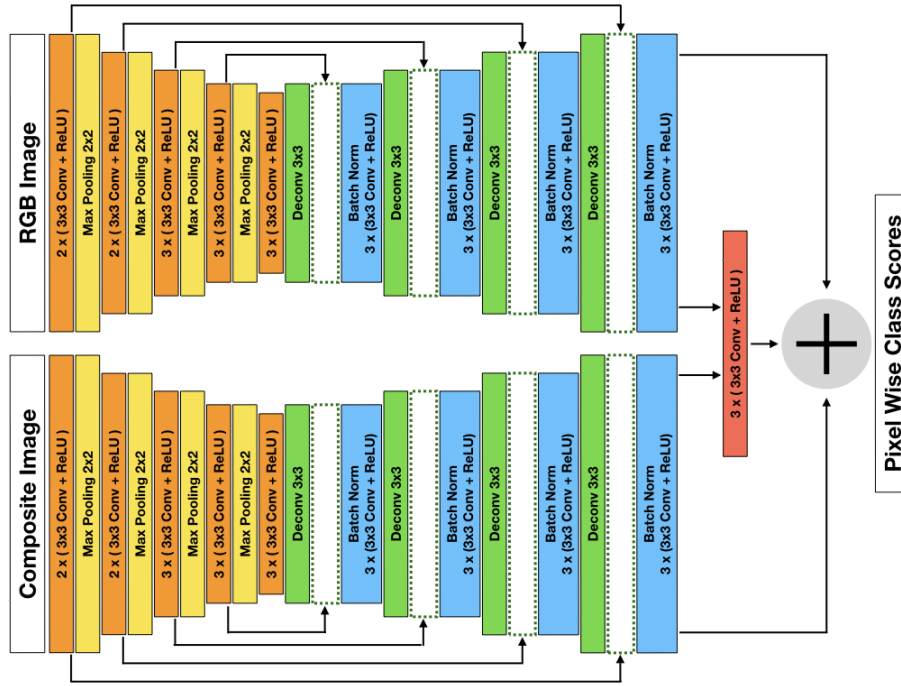 RGB Image
2 x ( 3x3 Conv + ReLU )
Max Pooling 2x2
2 x ( 3x3 Conv + ReLU )
Max Pooling 2x2
3 x ( 3x3 Conv + ReLU )
Max Pooling 2x2
3 x ( 3x3 Conv + ReLU )
Max Pooling 2x2
3 x ( 3x3 Conv + ReLU )
Deconv 3x3
Batch Norm
3 x (3x3 Conv + ReLU)
Deconv 3x3
Batch Norm
3 x (3x3 Conv + ReLU)
Deconv 3x3
Batch Norm
3 x (3x3 Conv + ReLU)
Deconv 3x3
Batch Norm
3 x (3x3 Conv + ReLU)
Composite Image
2 x ( 3x3 Conv + ReLU )
Max Pooling 2x2
2 x ( 3x3 Conv + ReLU )
Max Pooling 2x2
3 x ( 3x3 Conv + ReLU )
Max Pooling 2x2
3 x ( 3x3 Conv + ReLU )
Max Pooling 2x2
3 x ( 3x3 Conv + ReLU )
Deconv 3x3
Batch Norm
3 x (3x3 Conv + ReLU)
Deconv 3x3
Batch Norm
3 x (3x3 Conv + ReLU)
Deconv 3x3
Batch Norm
3 x (3x3 Conv + ReLU)
Deconv 3x3
Batch Norm
3 x (3x3 Conv + ReLU)
3 x ( 3x3 Conv + ReLU )
+
Pixel Wise Class Scores